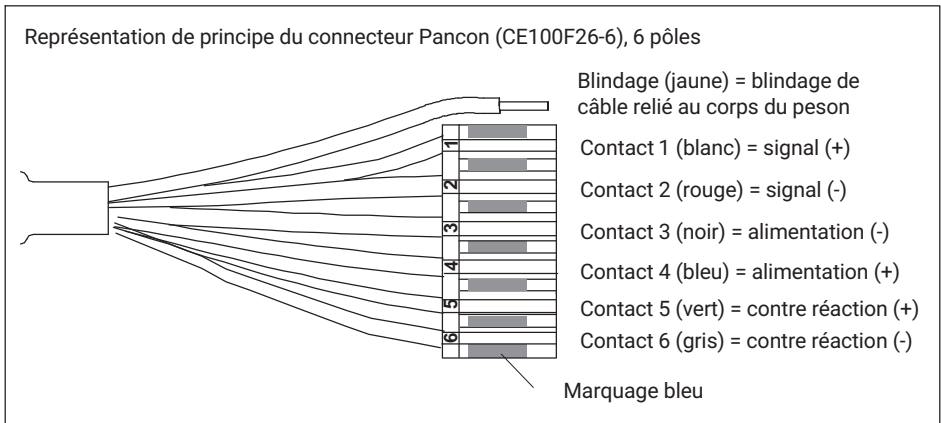 Représentation de principe du connecteur Pancon (CE100F26-6), 6 pôles
Blindage (jaune) = blindage de
câble relié au corps du peson
1
Contact 1 (blanc) = signal (+)
2
Contact 2 (rouge) = signal (-)
3
Contact 3 (noir) = alimentation (-)
4
Contact 4 (bleu) = alimentation (+)
5
Contact 5 (vert) = contre réaction (+)
6
Contact 6 (gris) = contre réaction (-)
Marquage bleu